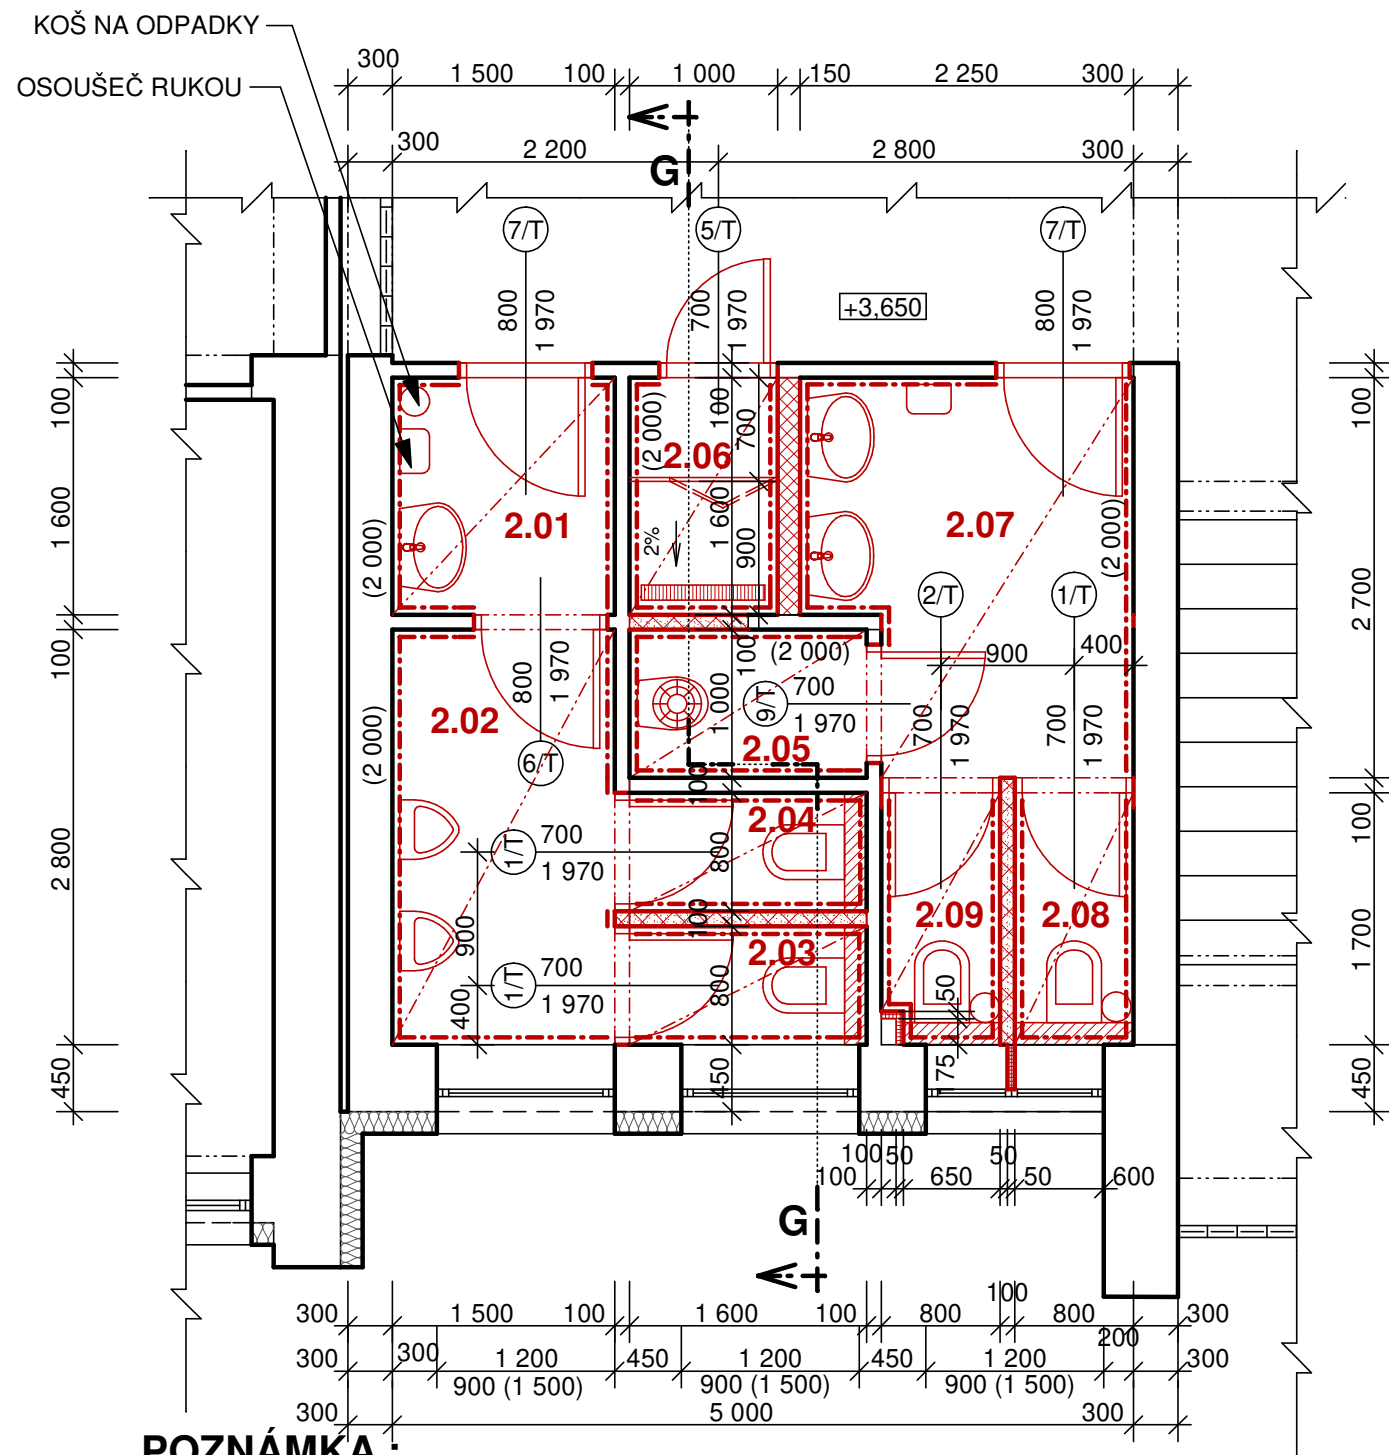 KOŠ NA ODPADKY
OSOUŠEČ RUKOU
300 1 500 100 1 000 150 2 250 300
300 2 200 2 800 300
G
7/T 5/T 7/T
800 1 970
700 1 970
800 1 970
+3,650
100 1 600 100 2 800 450
100 2 700 100 1 700 450
(2 000)
2.06
100 700
1 600 900
2%
2.01
(2 000)
2.07
(2 000)
2/T 1/T
900 400
100
(2 000)
800 1 970
2.02
(2 000)
6/T
9/T 700
1 970
1 000
2.05
700 1 970
700 1 970
100
2.04
1/T 700
1 970
800
100
2.09 2.08
900
2.03
1/T 700
1 970
800
400
50
175
450
100 50 50
100 650 50 600
G
100
300 1 500 100 1 600 100 800 800 300
200
300 300 1 200 450 1 200 450 1 200 300
900 (1 500) 900 (1 500) 900 (1 500)
300 5 000 300
POZNÁMKA :